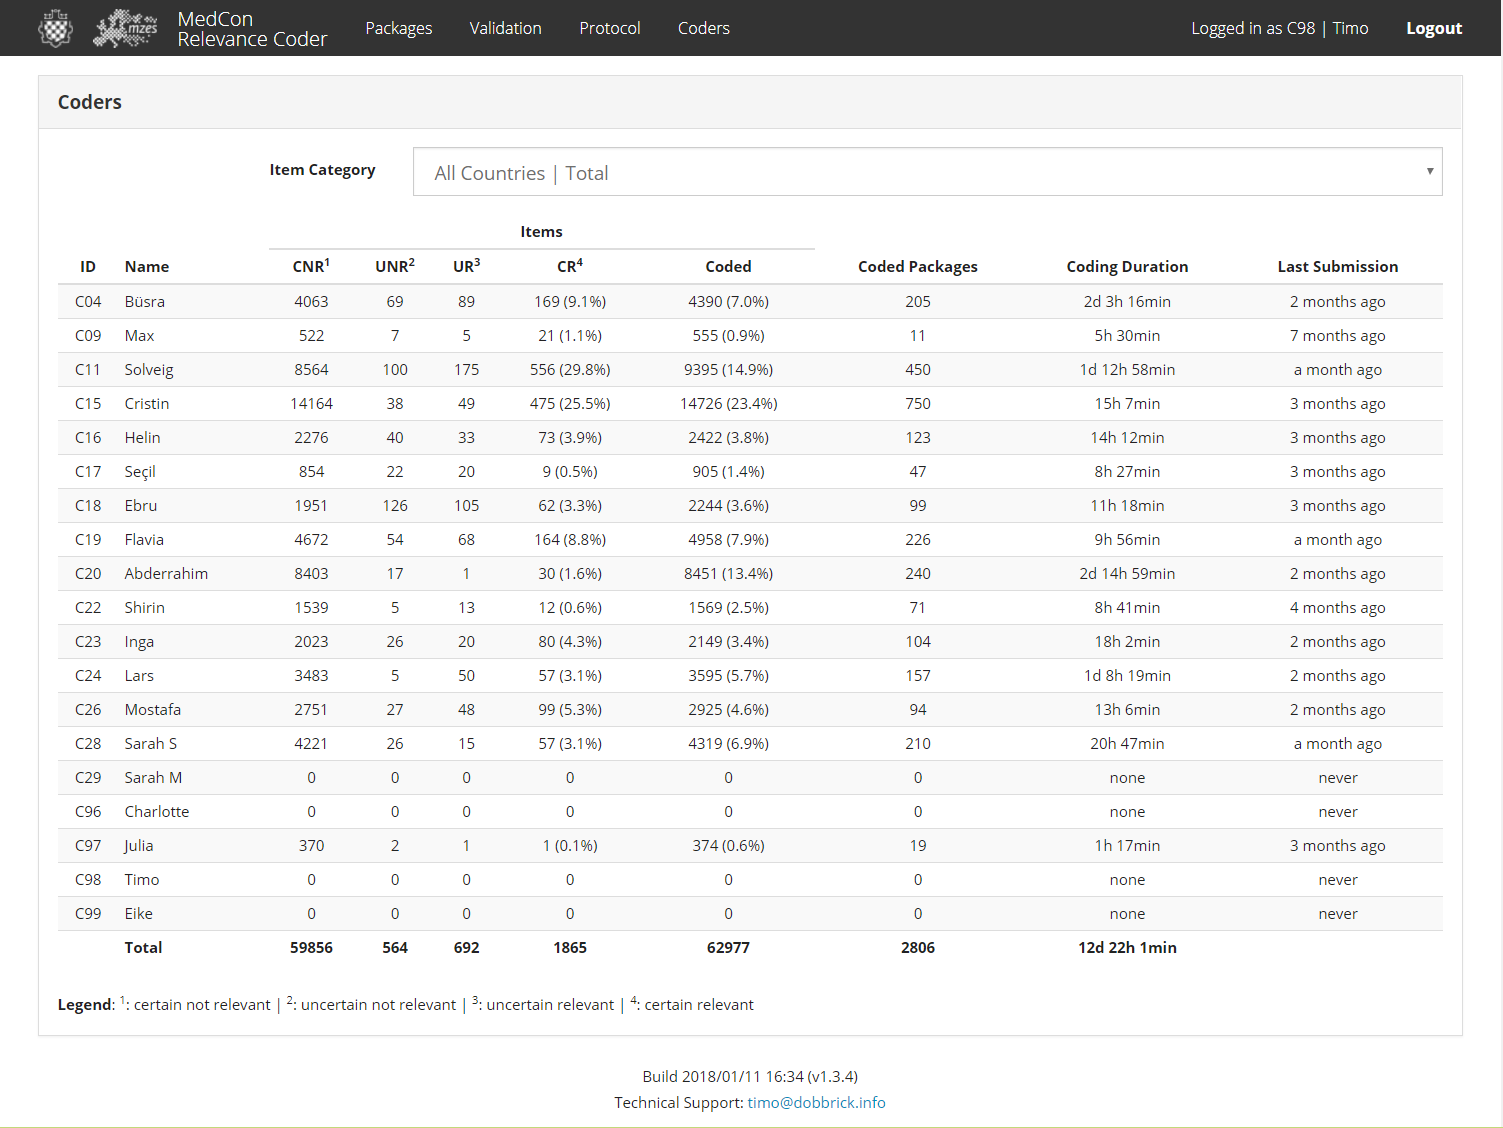 mzes
MedCon
Relevance Coder
Packages Validation Protocol Coders Logged in as C98 | Timo Logout
Coders
Item Category All Countries | Total ▾
Items
ID Name CNR1 UNR2 UR3 CR4 Coded Coded Packages Coding Duration Last Submission
C04 Büsra 4063 69 89 169 (9.1%) 4390 (7.0%) 205 2d 3h 16min 2 months ago
C09 Max 522 7 5 21 (1.1%) 555 (0.9%) 11 5h 30min 7 months ago
C11 Solveig 8564 100 175 556 (29.8%) 9395 (14.9%) 450 1d 12h 58min a month ago
C15 Cristin 14164 38 49 475 (25.5%) 14726 (23.4%) 750 15h 7min 3 months ago
C16 Helin 2276 40 33 73 (3.9%) 2422 (3.8%) 123 14h 12min 3 months ago
C17 Seçil 854 22 20 9 (0.5%) 905 (1.4%) 47 8h 27min 3 months ago
C18 Ebru 1951 126 105 62 (3.3%) 2244 (3.6%) 99 11h 18min 3 months ago
C19 Flavia 4672 54 68 164 (8.8%) 4958 (7.9%) 226 9h 56min a month ago
C20 Abderrahim 8403 17 1 30 (1.6%) 8451 (13.4%) 240 2d 14h 59min 2 months ago
C22 Shirin 1539 5 13 12 (0.6%) 1569 (2.5%) 71 8h 41min 4 months ago
C23 Inga 2023 26 20 80 (4.3%) 2149 (3.4%) 104 18h 2min 2 months ago
C24 Lars 3483 5 50 57 (3.1%) 3595 (5.7%) 157 1d 8h 19min 2 months ago
C26 Mostafa 2751 27 48 99 (5.3%) 2925 (4.6%) 94 13h 6min 2 months ago
C28 Sarah S 4221 26 15 57 (3.1%) 4319 (6.9%) 210 20h 47min a month ago
C29 Sarah M 0 0 0 0 0 0 none never
C96 Charlotte 0 0 0 0 0 0 none never
C97 Julia 370 2 1 1 (0.1%) 374 (0.6%) 19 1h 17min 3 months ago
C98 Timo 0 0 0 0 0 0 none never
C99 Eike 0 0 0 0 0 0 none never
Total 59856 564 692 1865 62977 2806 12d 22h 1min
Legend: 1: certain not relevant | 2: uncertain not relevant | 3: uncertain relevant | 4: certain relevant
Build 2018/01/11 16:34 (v1.3.4)
Technical Support: timo@dobbrick.info